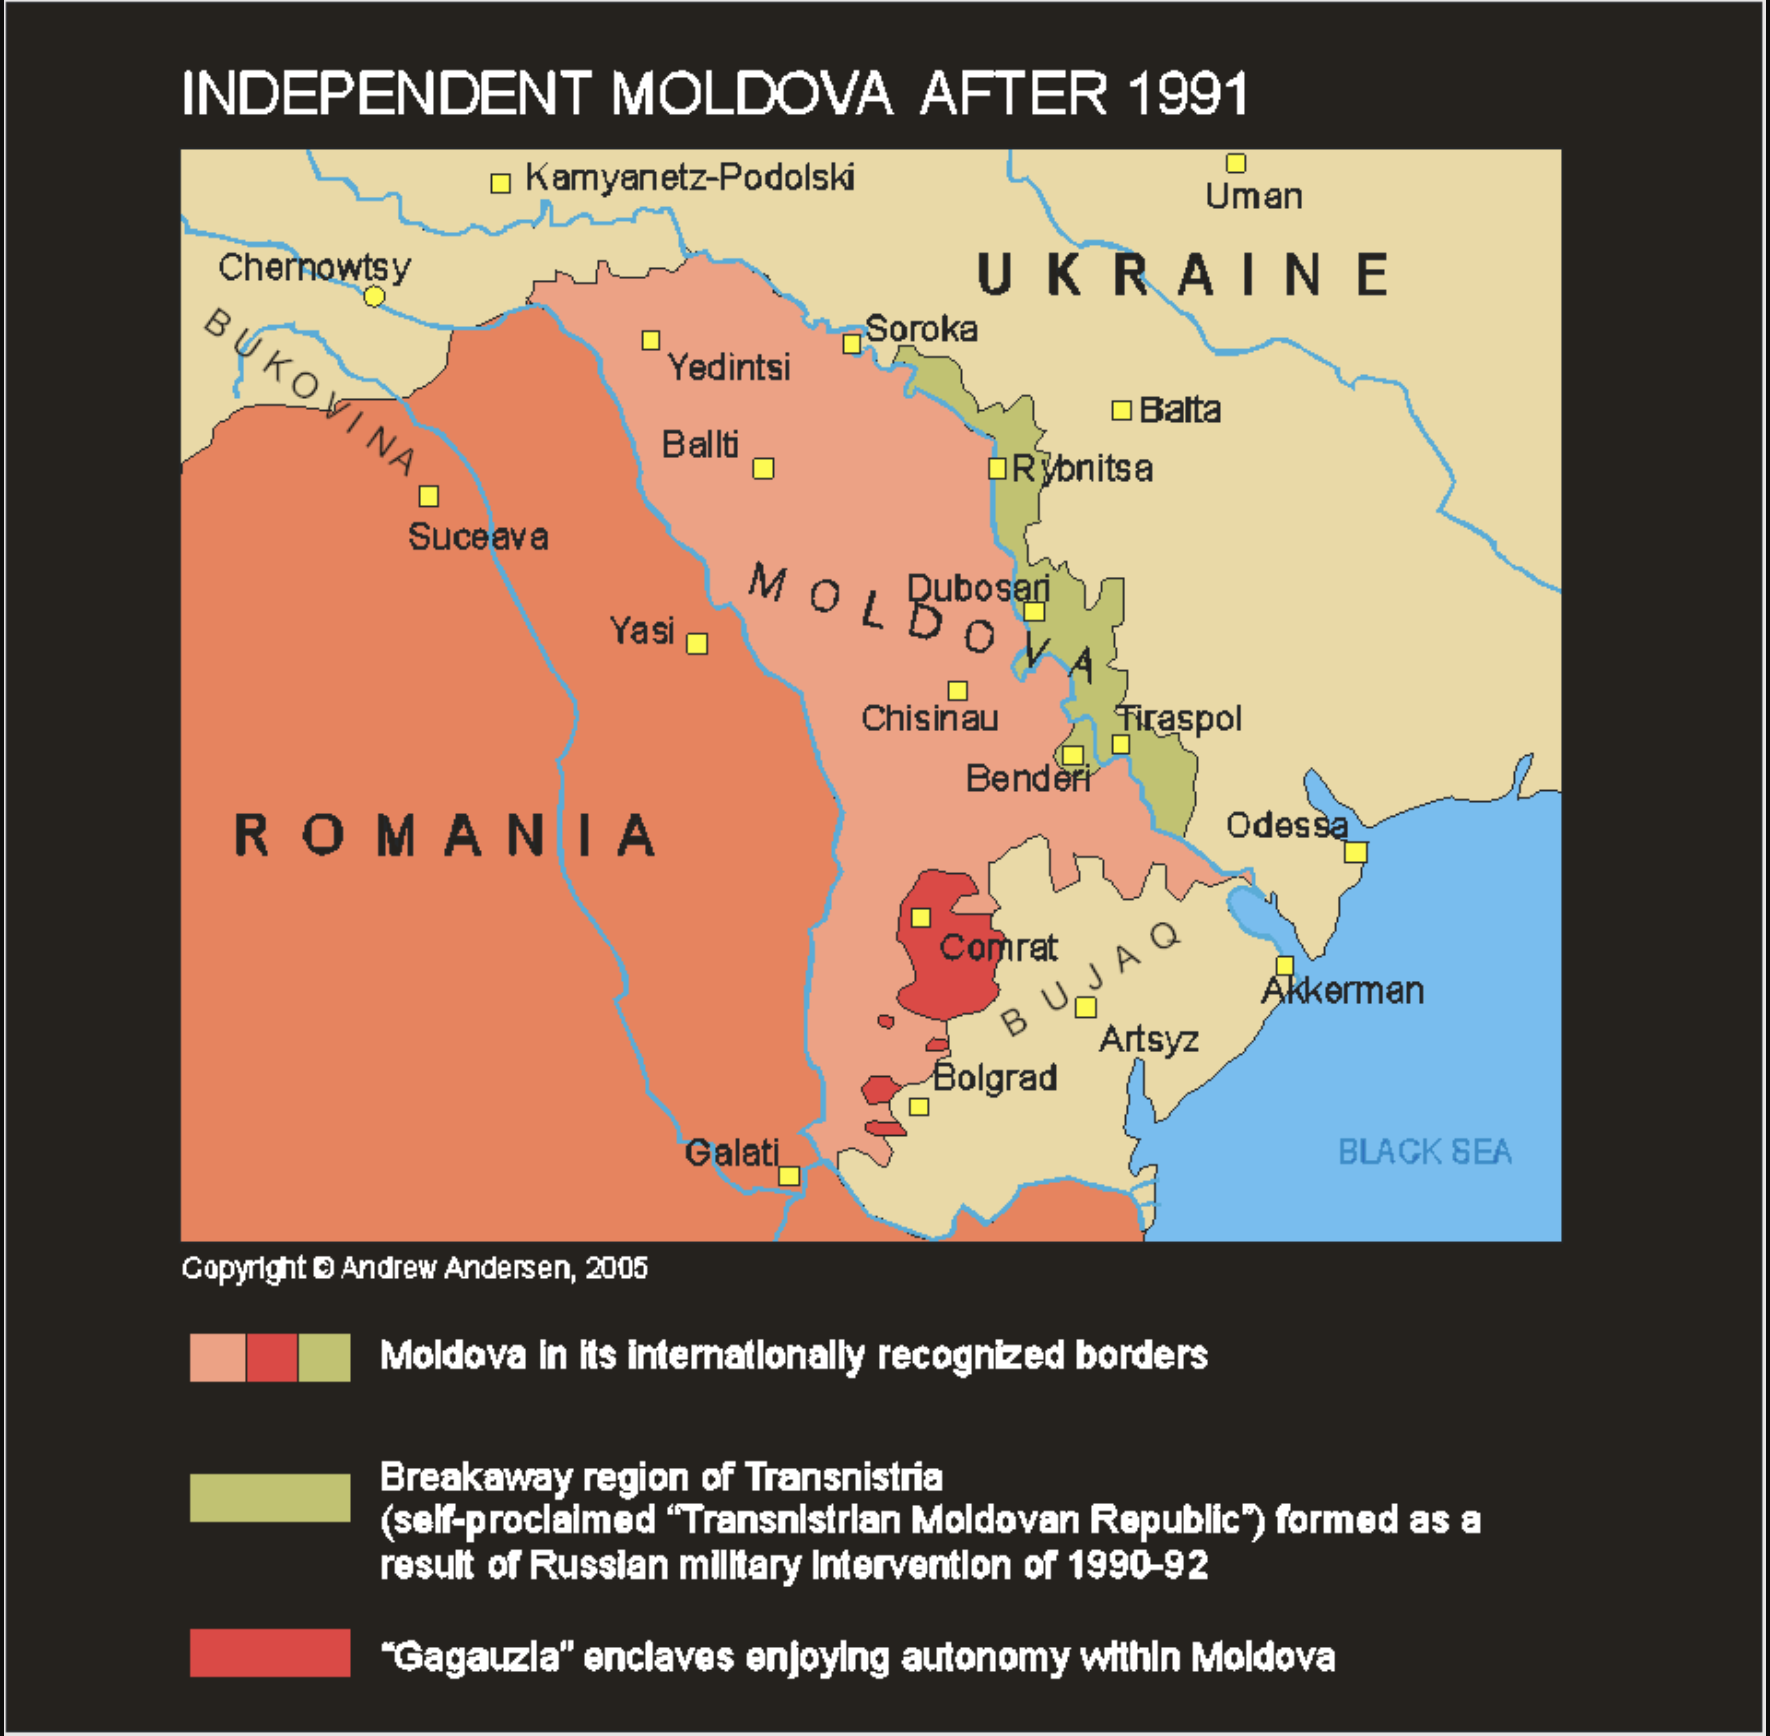 INDEPENDENT MOLDOVA AFTER 1991
Kamyanetz-Podolski
Uman
Chernowtsy
UKRAINE
BUKOVINA
Soroka
Yedintsi
Balta
Ballti
Rybnitsa
Suceava
MOLDOVA
Dubosari
Yasi
Chisinau
Tiraspol
Benderi
ROMANIA
Odessa
Comrat
BUJAQ
Akkerman
Artsyz
Bolgrad
Galati
BLACK SEA
Copyright © Andrew Andersen, 2005
Moldova in its internationally recognized borders
Breakaway region of Transnistria
(self-proclaimed “Transnistrian Moldovan Republic”) formed as a
result of Russian military intervention of 1990-92
“Gagauzia” enclaves enjoying autonomy within Moldova